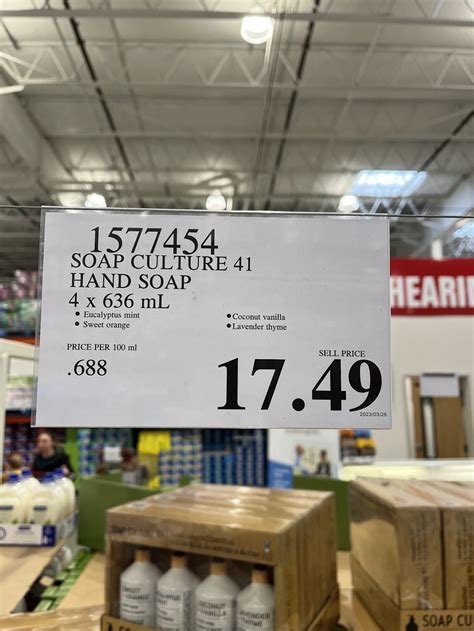 1577454
SOAP CULTURE 41
HAND SOAP
4 x 636 mL
• Eucalyptus mint
• Sweet orange
• Coconut vanilla
• Lavender thyme
PRICE PER 100 ml
.688
SELL PRICE
17.49
HEARIN
SOAP CU